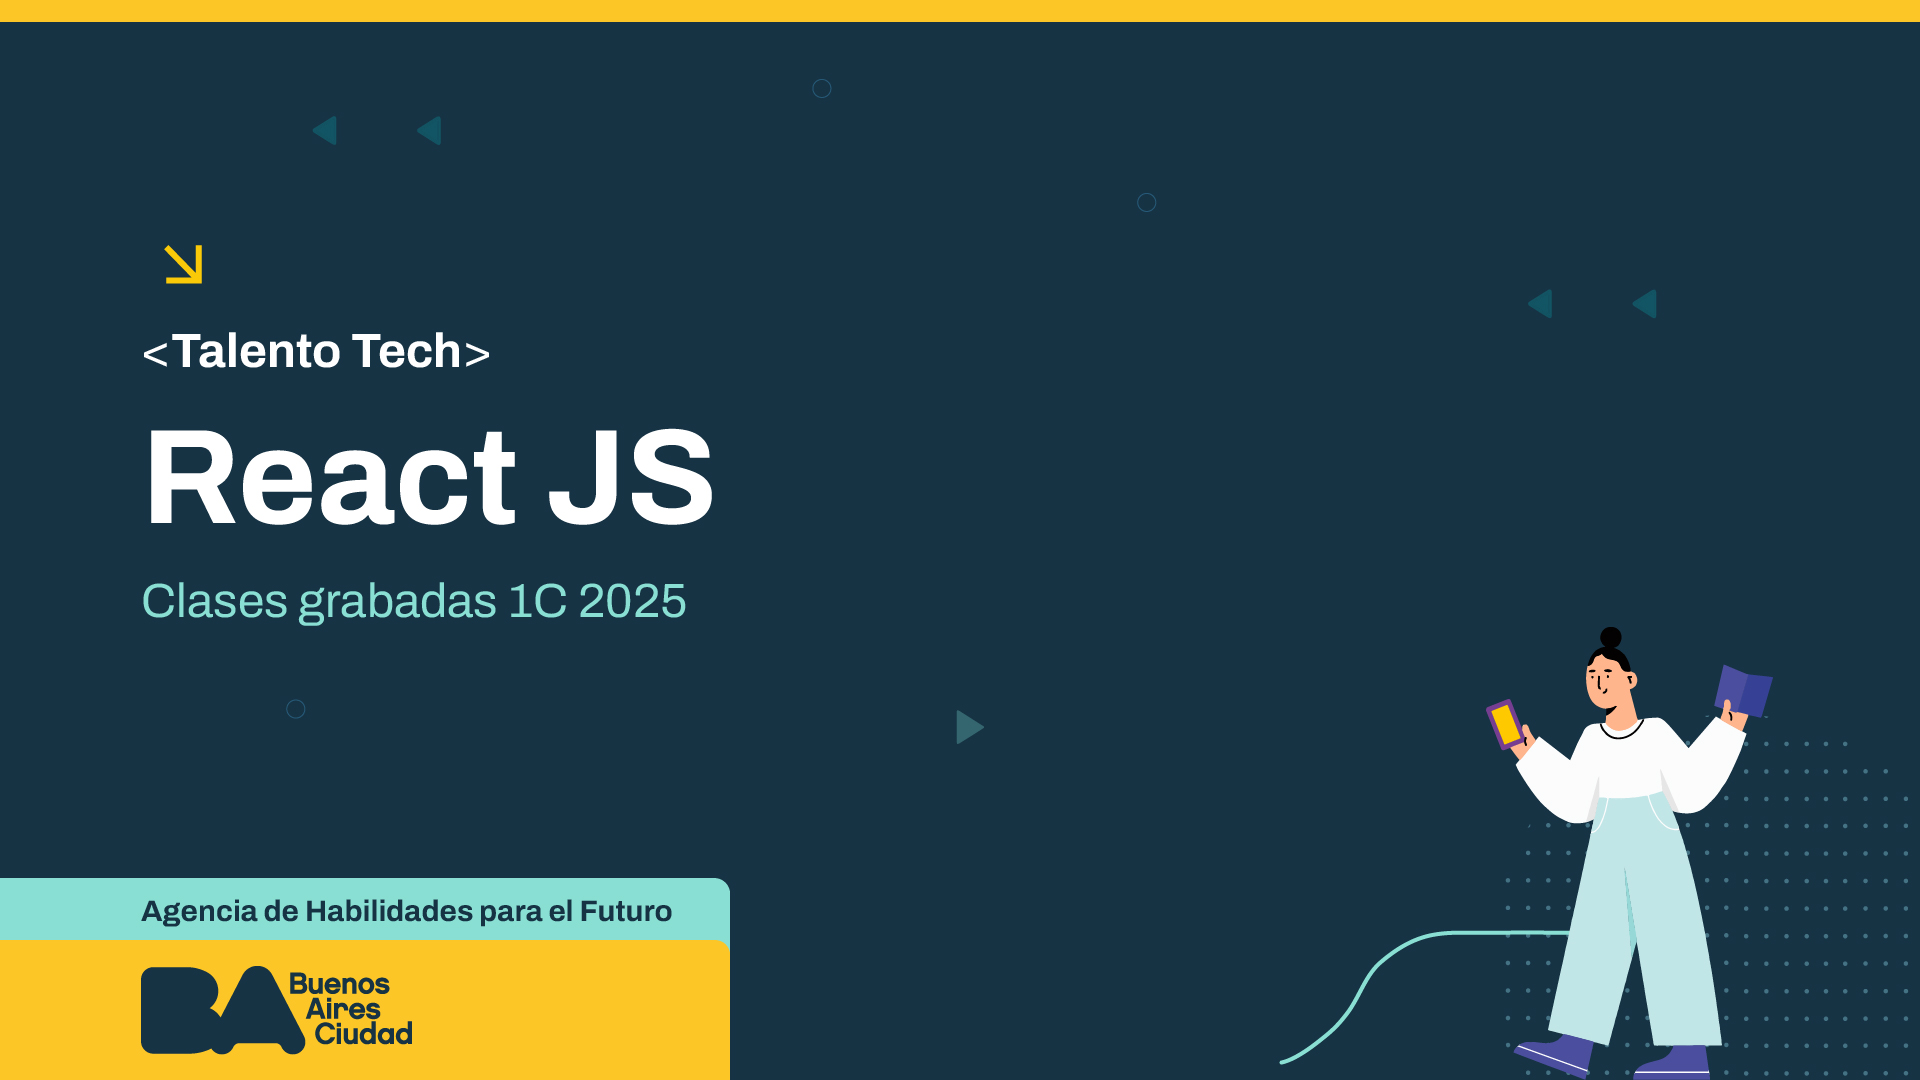 <Talento Tech>
React JS
Clases grabadas 1C 2025
Agencia de Habilidades para el Futuro
BA
Buenos
Aires
Ciudad